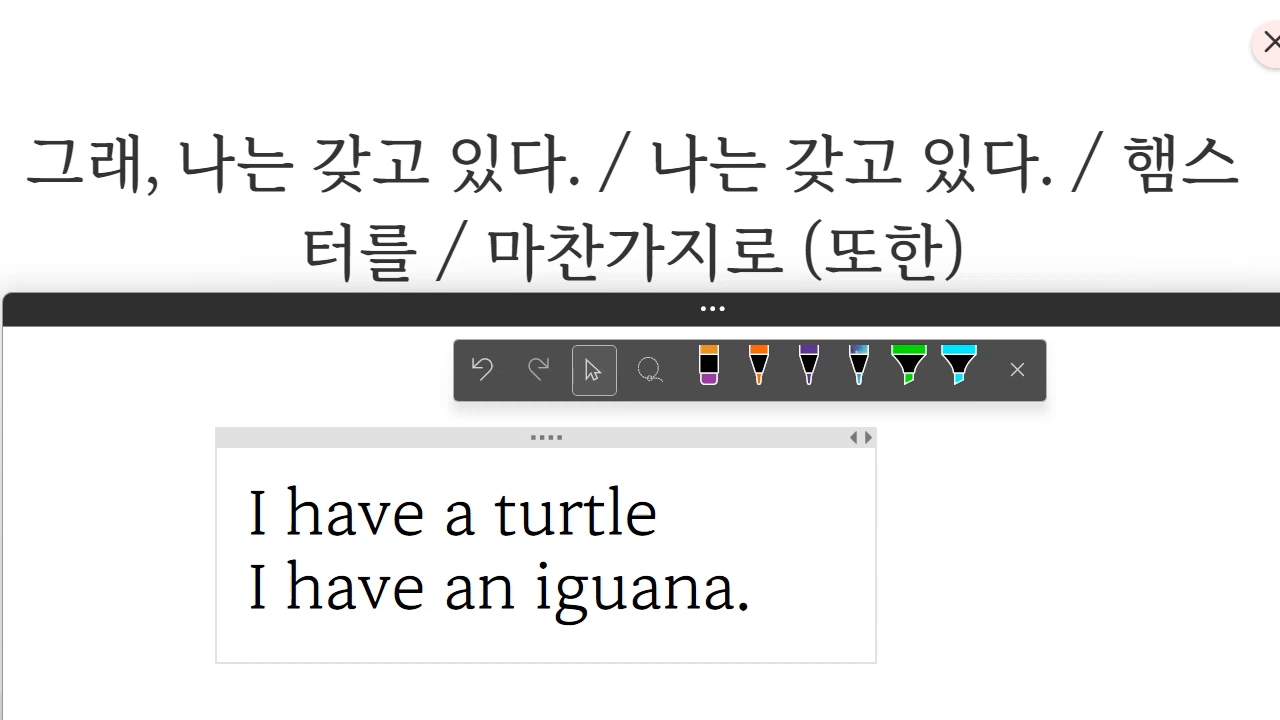 그래, 나는 갖고 있다. / 나는 갖고 있다. / 햄스
터를 / 마찬가지로 (또한)
I have a turtle
I have an iguana.